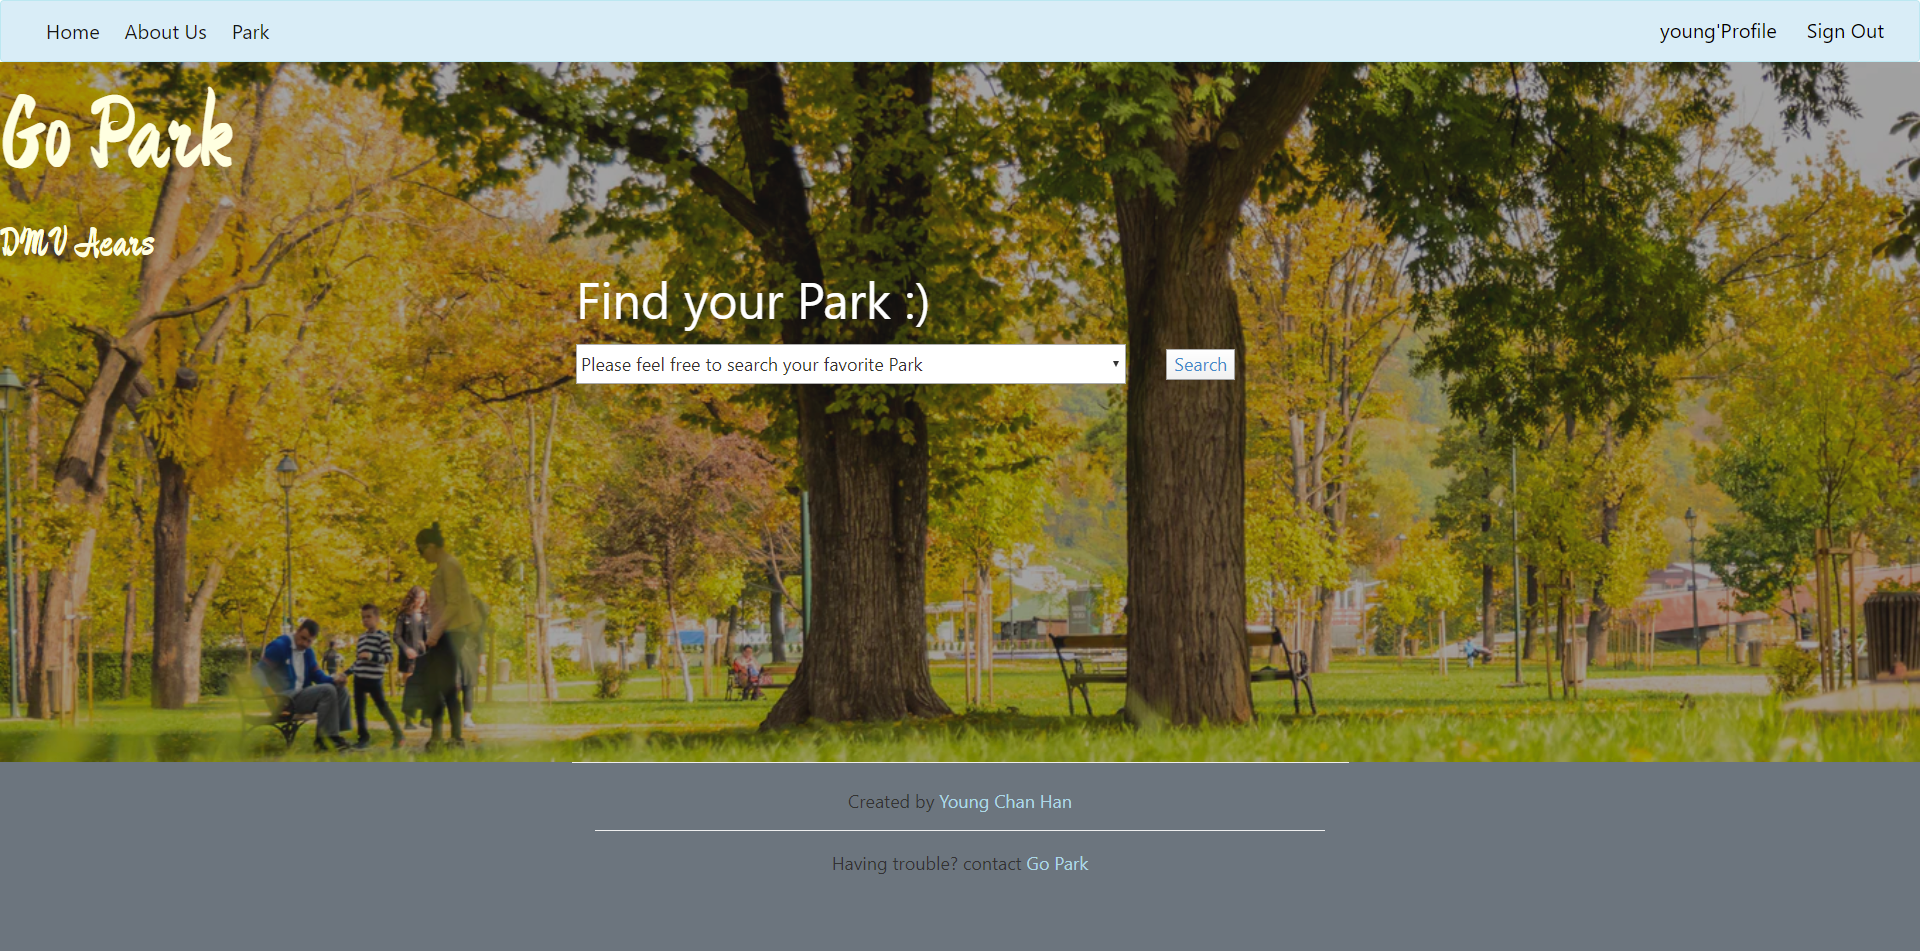 Home About Us Park young'Profile Sign Out
Go Park
DMV Aears
Find your Park :)
Please feel free to search your favorite Park Search
Created by Young Chan Han
Having trouble? contact Go Park